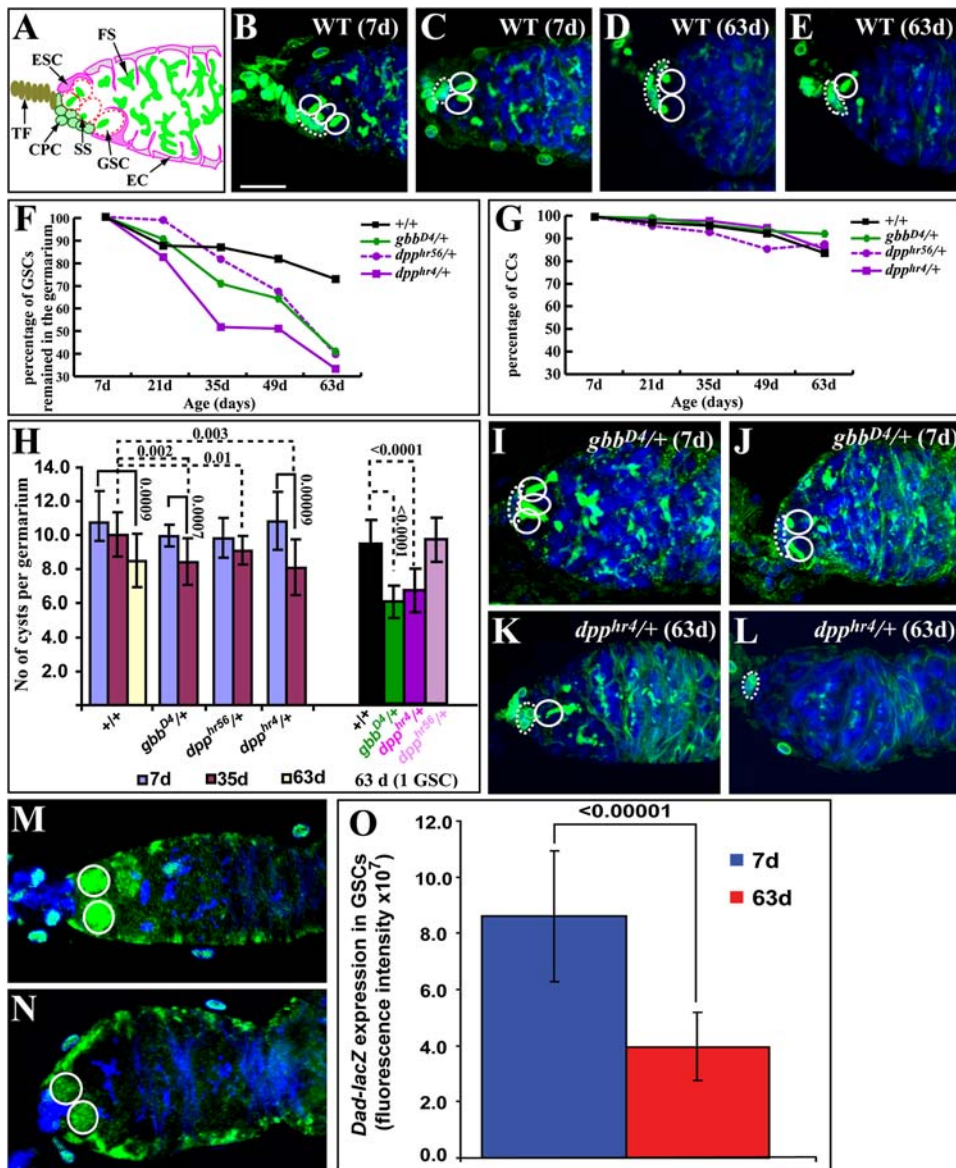 A
FS
ESC
TF
CPC
SS
GSC
EC
B WT (7d)
C WT (7d)
D WT (63d)
E WT (63d)
F
percentage of GSCs
remained in the germarium
100
90
80
70
60
50
40
30
7d 21d 35d 49d 63d
Age (days)
+/+
gbbD4/+
dpphr56/+
dpphr4/+
G
percentage of CCs
100
90
80
70
60
50
40
30
7d 21d 35d 49d 63d
Age (days)
+/+
gbbD4/+
dpphr56/+
dpphr4/+
H
No of cysts per germarium
14.0
12.0
10.0
8.0
6.0
4.0
2.0
0.003
0.002
0.01
0.00009
0.0007
0.00009
<0.0001
<0.0001
+/+
gbbD4/+
dpphr56/+
dpphr4/+
+/+
gbbD4/+
dpphr4/+
dpphr56/+
7d 35d 63d
63 d (1 GSC)
I gbbD4/+ (7d)
J gbbD4/+ (7d)
K dpphr4/+ (63d)
L dpphr4/+ (63d)
M
N
O
Dad-lacZ expression in GSCs
(fluorescence intensity x10⁷)
12.0
10.0
8.0
6.0
4.0
2.0
0.0
<0.00001
7d
63d